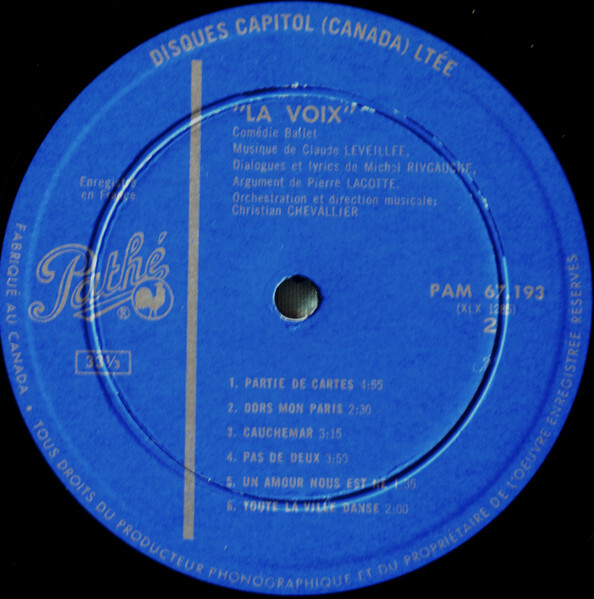 DISQUES CAPITOL (CANADA) LTÉE
"LA VOIX"
Comédie Ballet
Musique de Claude LEVEILLEE,
Dialogues et lyrics de Michel RIVGAUCHE,
Argument de Pierre LACOTTE.
Orchestration et direction musicale:
Christian CHEVALLIER
Enregistré
en France
Pathé
®
33⅓
PAM 67.193
(XLX 1285)
2
1. PARTIE DE CARTES 4:55
2. DORS MON PARIS 2:30
3. CAUCHEMAR 3:15
4. PAS DE DEUX 3:55
5. UN AMOUR NOUS EST NÉ
6. TOUTE LA VILLE DANSE 2:00
FABRIQUÉ AU CANADA • TOUS DROITS DU PRODUCTEUR PHONOGRAPHIQUE ET DU PROPRIÉTAIRE DE L'OEUVRE ENREGISTRÉE RÉSERVÉS